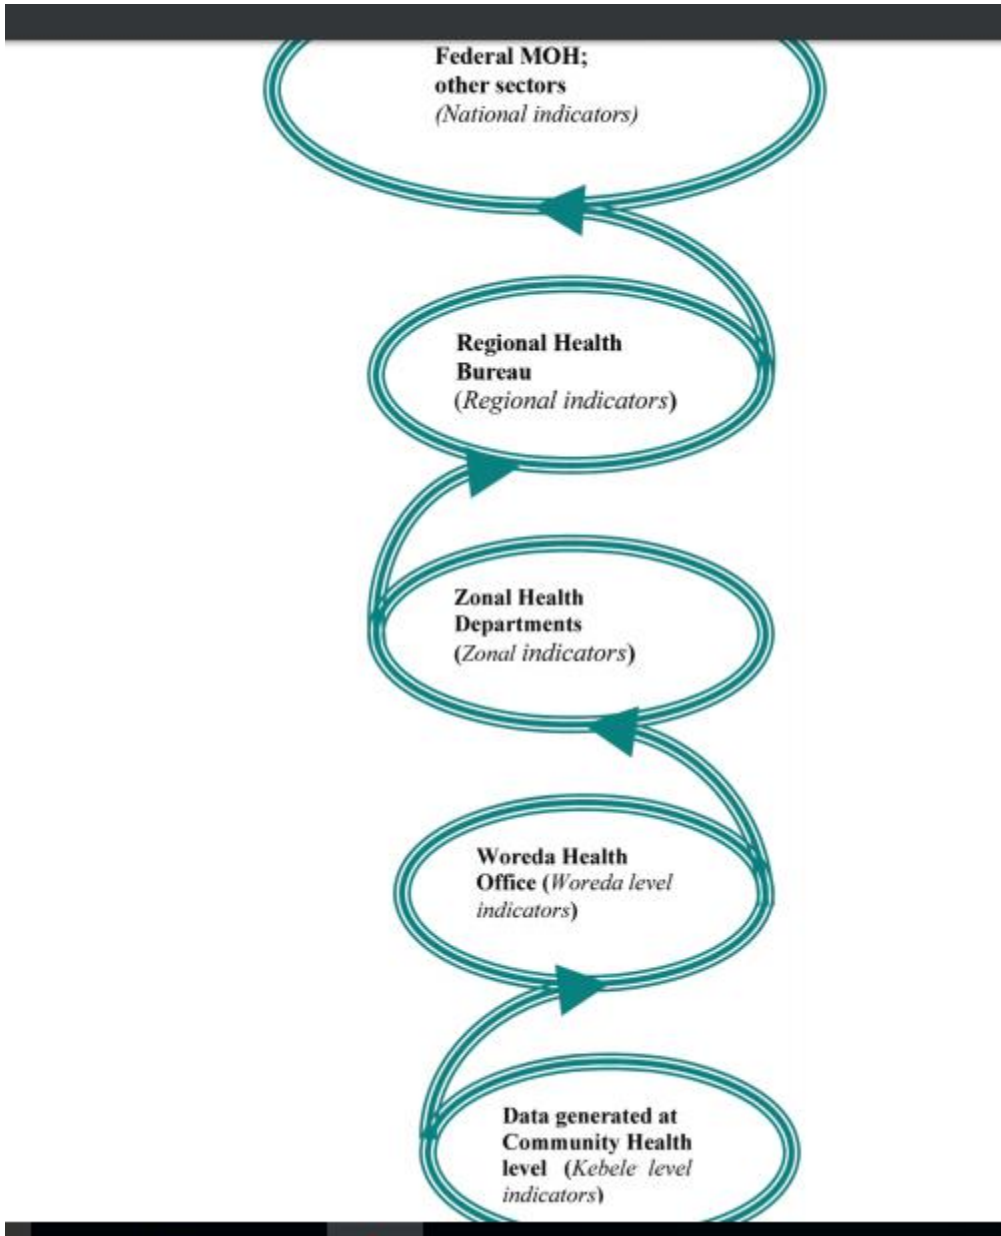 Federal MOH;
other sectors
(National indicators)
Regional Health
Bureau
(Regional indicators)
Zonal Health
Departments
(Zonal indicators)
Woreda Health
Office (Woreda level
indicators)
Data generated at
Community Health
level (Kebele level
indicators)